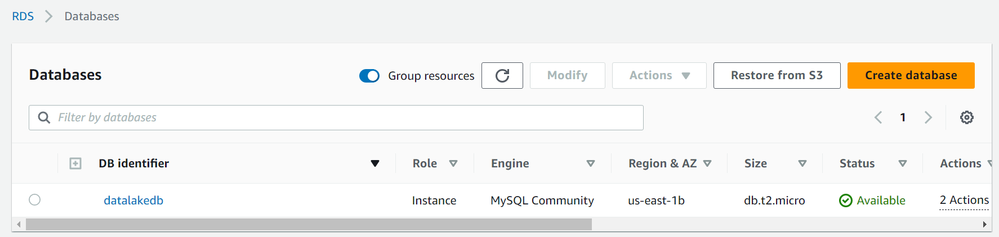 RDS Databases
Databases Group resources Modify Actions Restore from S3 Create database
Filter by databases 1
DB identifier Role Engine Region & AZ Size Status Actions
datalakedb Instance MySQL Community us-east-1b db.t2.micro Available 2 Actions